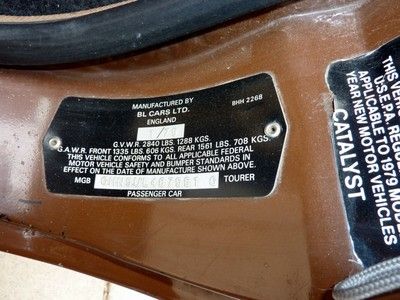 MANUFACTURED BY
BL CARS LTD.
ENGLAND
BHH 2268
G.V.W.R. 2840 LBS. 1288 KGS.
G.A.W.R. FRONT 1335 LBS. 606 KGS. REAR 1561 LBS. 708 KGS.
THIS VEHICLE CONFORMS TO ALL APPLICABLE FEDERAL
MOTOR VEHICLE SAFETY AND BUMPER STANDARDS IN
EFFECT ON THE DATE OF MANUFACTURE SHOWN ABOVE.
MGB TOURER
PASSENGER CAR
THIS
U.S.E.P.A.
APPLICABLE TO 1979 MODEL
YEAR NEW MOTOR VEHICLES
CATALYST